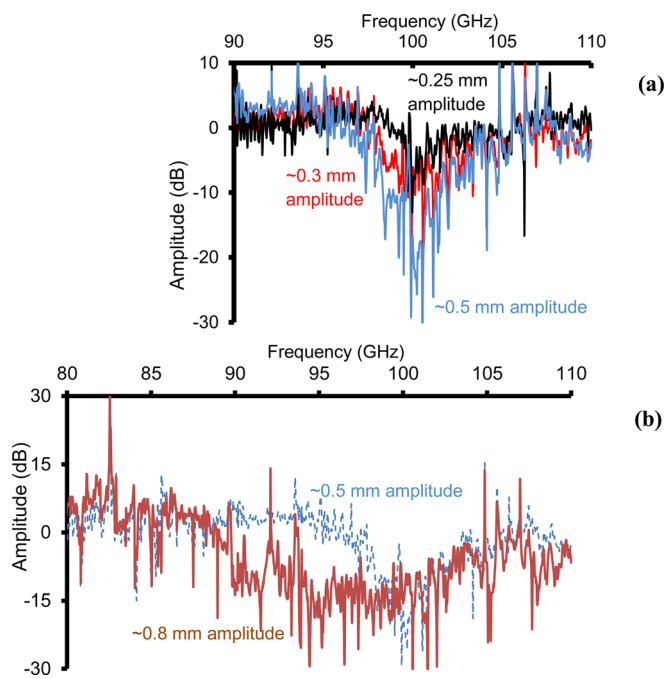 Frequency (GHz)
90 95 100 105 110
10
0
-10
-20
-30
Amplitude (dB)
~0.25 mm
amplitude
~0.3 mm
amplitude
~0.5 mm amplitude
(a)
Frequency (GHz)
80 85 90 95 100 105 110
30
15
0
-15
-30
Amplitude (dB)
~0.5 mm amplitude
~0.8 mm amplitude
(b)